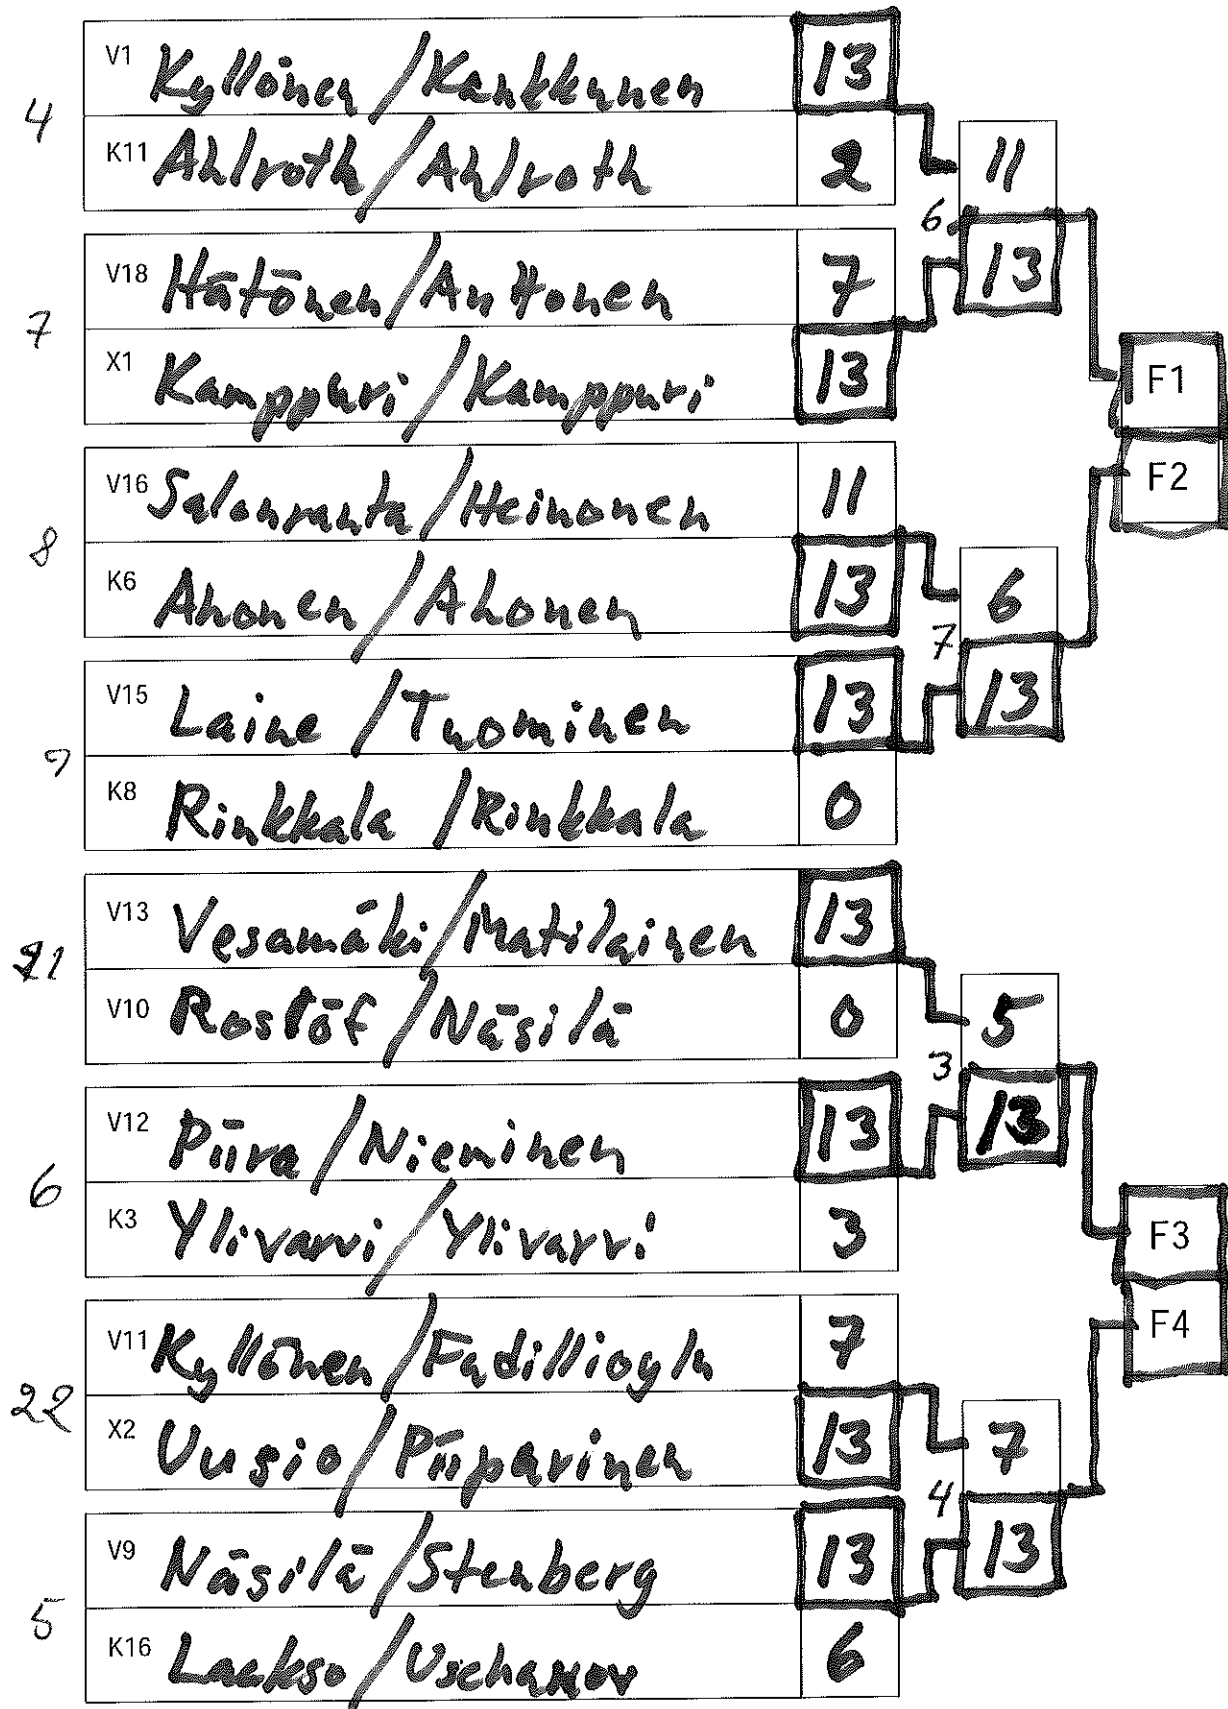 V1 Kyllönen/Kankkunen 13
4
K11 Ahlroth/Ahlroth 2
11
6
V18 Hätönen/Anttonen 7
13
7
X1 Kamppuri/Kamppuri 13
F1
V16 Salonranta/Heinonen 11
F2
8
K6 Ahonen/Ahonen 13
6
7
V15 Laine/Tuominen 13
13
K8 Rinkkala/Rinkkala 0
V13 Vesamäki/Matilainen 13
21
V10 Roslöf/Näsilä 0
5
3
V12 Piira/Nieminen 13
13
6
K3 Ylivarvi/Ylivarvi 3
F3
V11 Kyllönen/Fadillioglu 7
F4
22
X2 Uusio/Piiparinen 13
7
4
V9 Näsilä/Stenberg 13
13
5
K16 Laakso/Uschanov 6